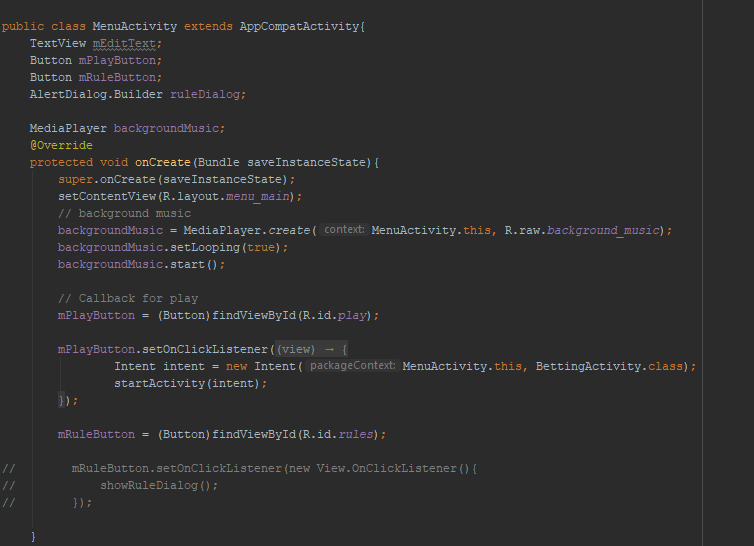 public class MenuActivity extends AppCompatActivity{
    TextView mEditText;
    Button mPlayButton;
    Button mRuleButton;
    AlertDialog.Builder ruleDialog;

    MediaPlayer backgroundMusic;
    @Override
    protected void onCreate(Bundle saveInstanceState){
        super.onCreate(saveInstanceState);
        setContentView(R.layout.menu_main);
        // background music
        backgroundMusic = MediaPlayer.create( context: MenuActivity.this, R.raw.background_music);
        backgroundMusic.setLooping(true);
        backgroundMusic.start();

        // Callback for play
        mPlayButton = (Button)findViewById(R.id.play);

        mPlayButton.setOnClickListener((view) → {
                Intent intent = new Intent( packageContext: MenuActivity.this, BettingActivity.class);
                startActivity(intent);
        });

        mRuleButton = (Button)findViewById(R.id.rules);

//        mRuleButton.setOnClickListener(new View.OnClickListener(){
//            showRuleDialog();
//        });

    }